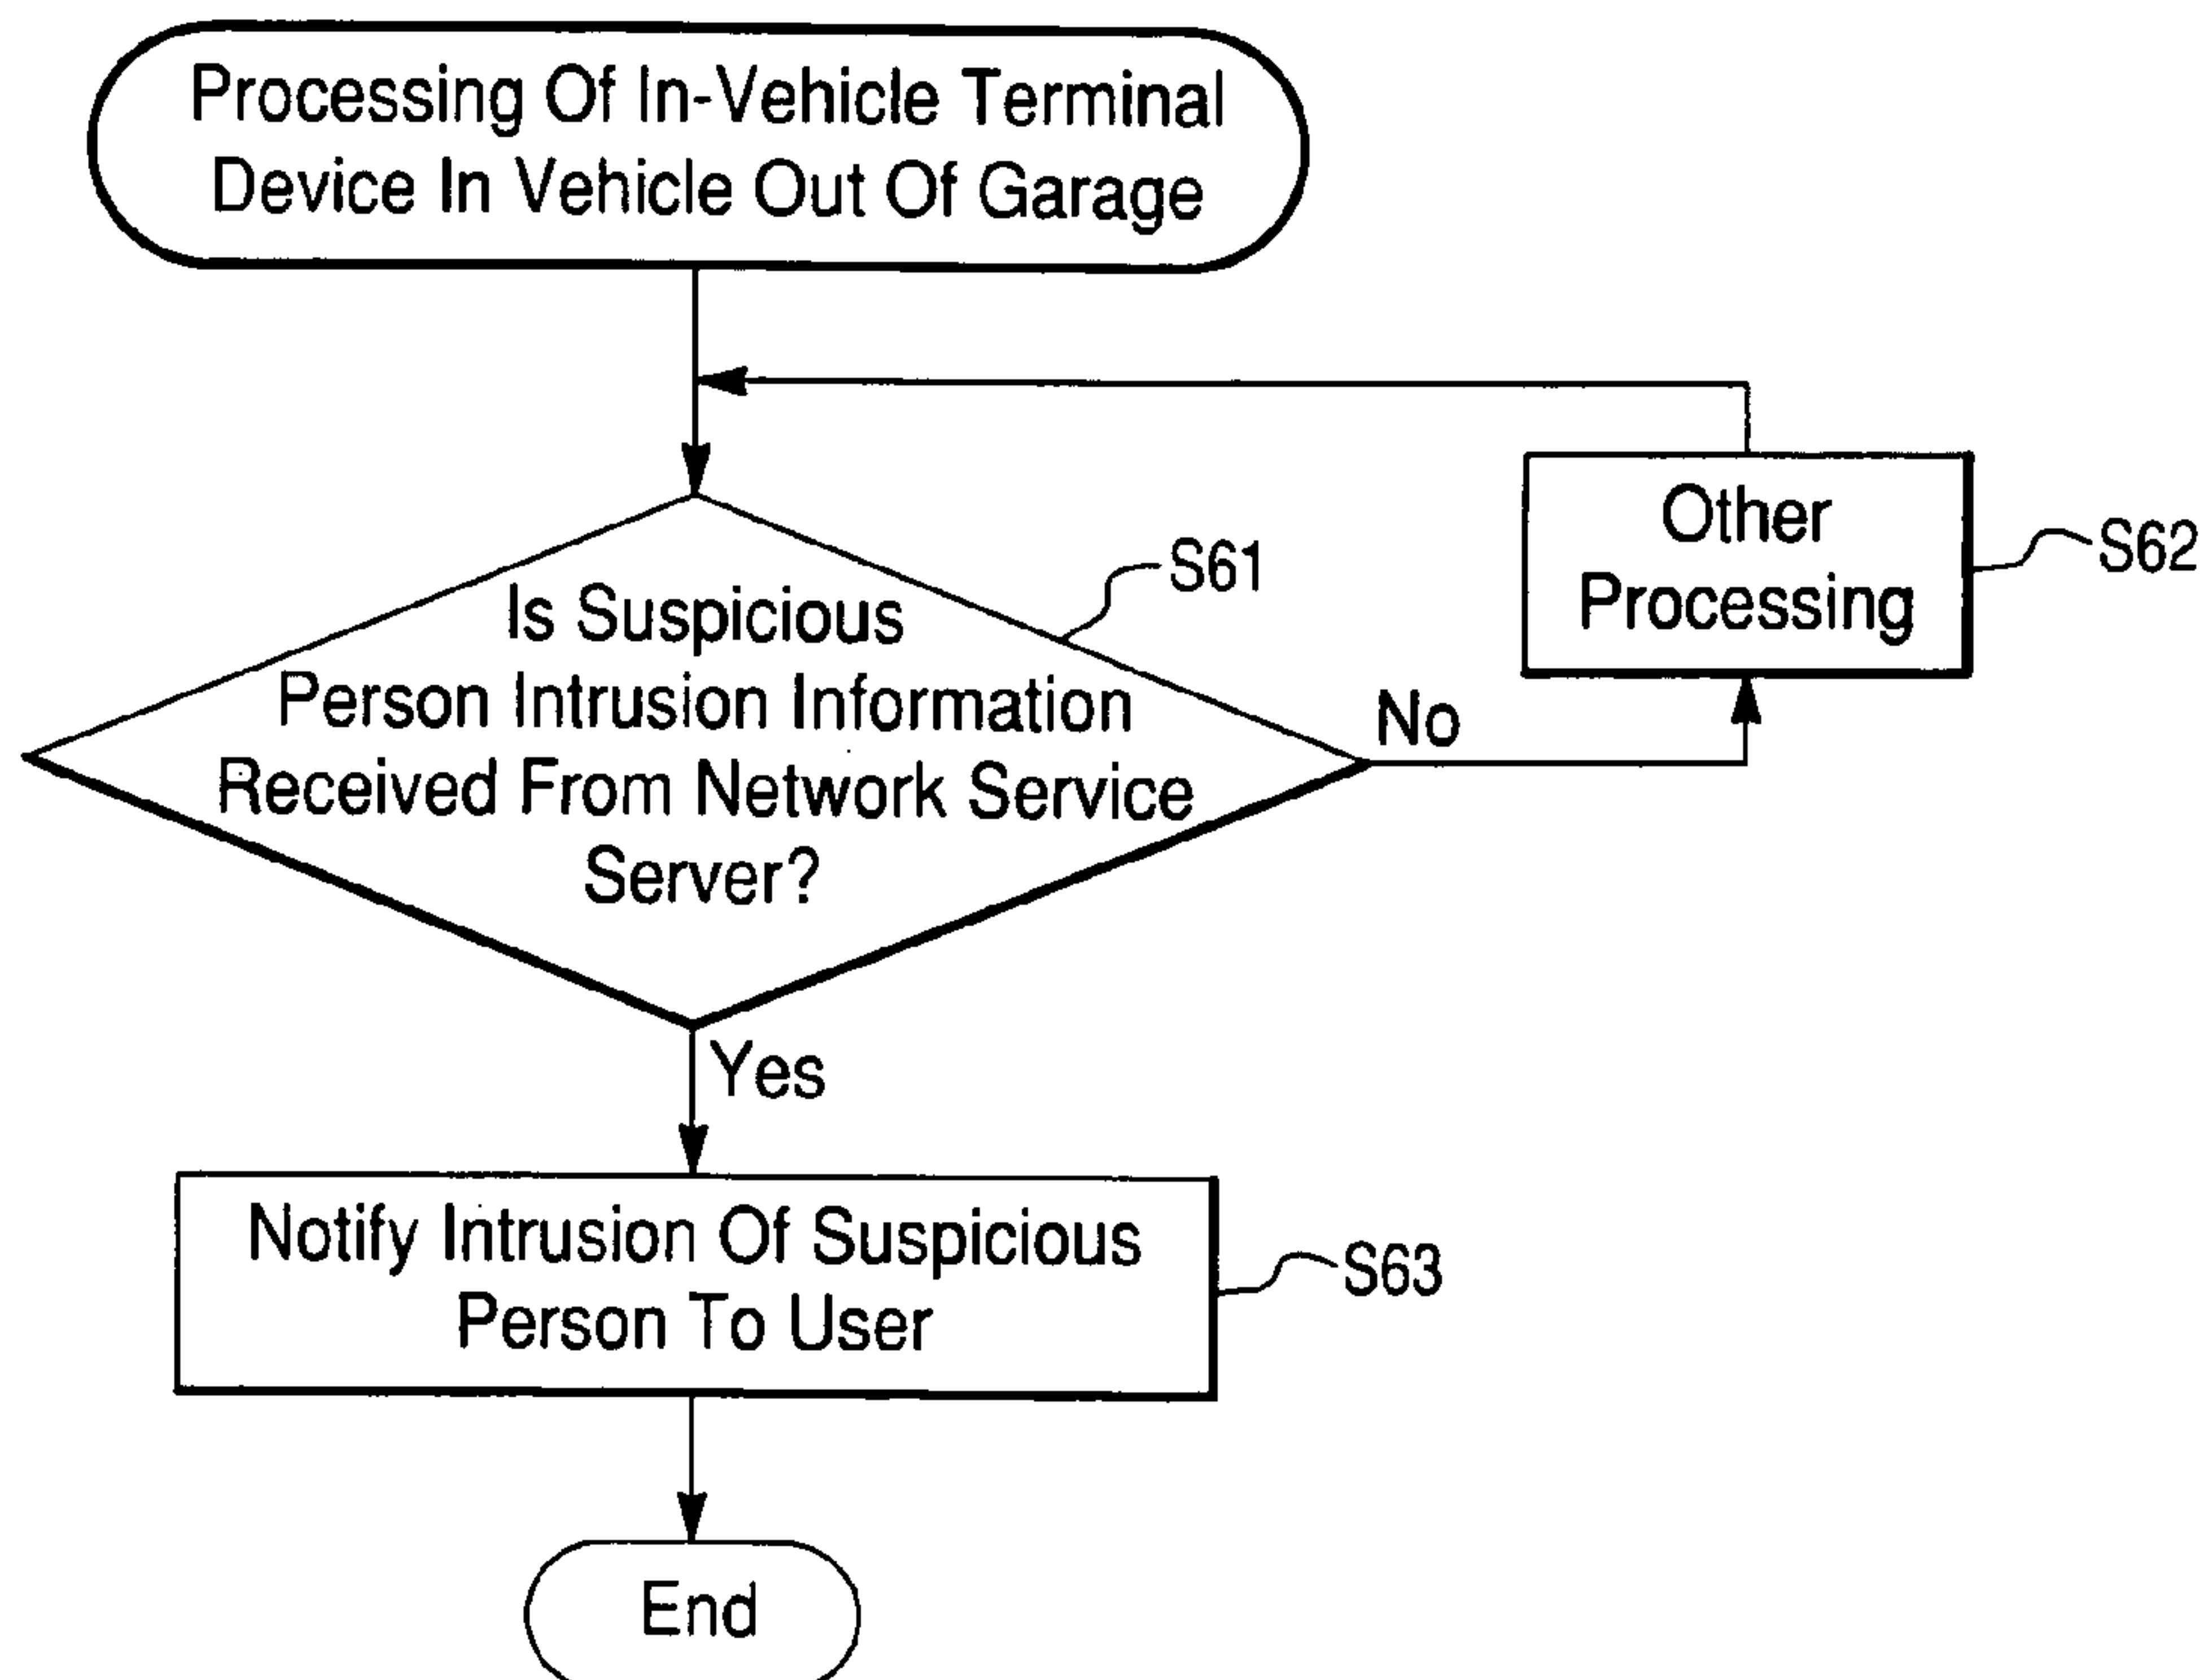 Processing Of In-Vehicle Terminal
Device In Vehicle Out Of Garage
Other
Processing
S62
S61
Is Suspicious
Person Intrusion Information
Received From Network Service
Server?
No
Yes
Notify Intrusion Of Suspicious
Person To User
S63
End